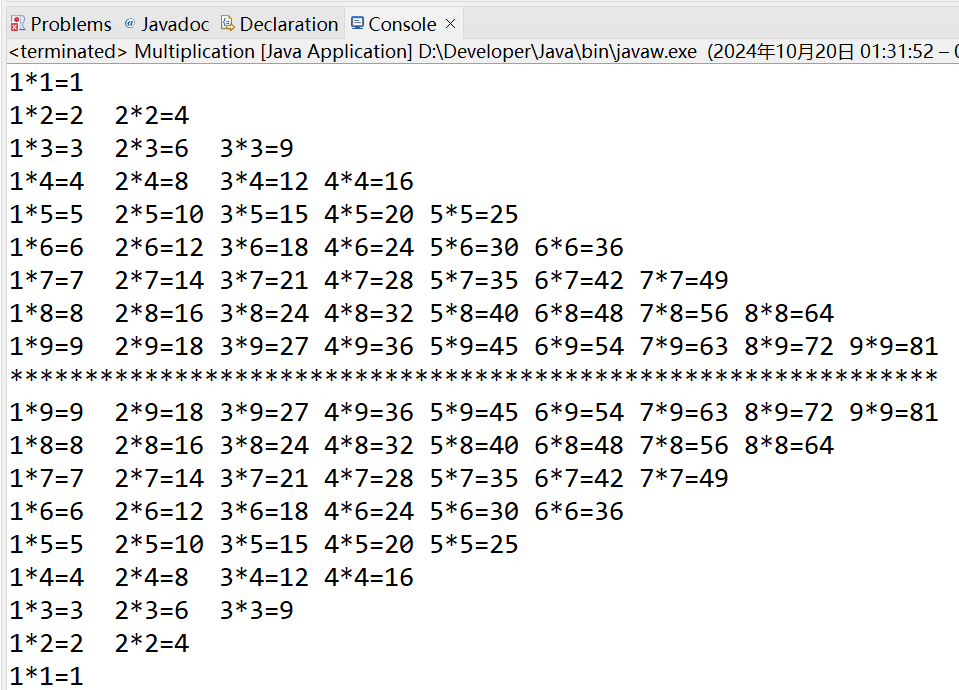 Problems @ Javadoc Declaration Console ×
<terminated> Multiplication [Java Application] D:\Developer\Java\bin\javaw.exe (2024年10月20日 01:31:52 –
1*1=1
1*2=2  2*2=4
1*3=3  2*3=6  3*3=9
1*4=4  2*4=8  3*4=12 4*4=16
1*5=5  2*5=10 3*5=15 4*5=20 5*5=25
1*6=6  2*6=12 3*6=18 4*6=24 5*6=30 6*6=36
1*7=7  2*7=14 3*7=21 4*7=28 5*7=35 6*7=42 7*7=49
1*8=8  2*8=16 3*8=24 4*8=32 5*8=40 6*8=48 7*8=56 8*8=64
1*9=9  2*9=18 3*9=27 4*9=36 5*9=45 6*9=54 7*9=63 8*9=72 9*9=81
**************************************************************
1*9=9  2*9=18 3*9=27 4*9=36 5*9=45 6*9=54 7*9=63 8*9=72 9*9=81
1*8=8  2*8=16 3*8=24 4*8=32 5*8=40 6*8=48 7*8=56 8*8=64
1*7=7  2*7=14 3*7=21 4*7=28 5*7=35 6*7=42 7*7=49
1*6=6  2*6=12 3*6=18 4*6=24 5*6=30 6*6=36
1*5=5  2*5=10 3*5=15 4*5=20 5*5=25
1*4=4  2*4=8  3*4=12 4*4=16
1*3=3  2*3=6  3*3=9
1*2=2  2*2=4
1*1=1